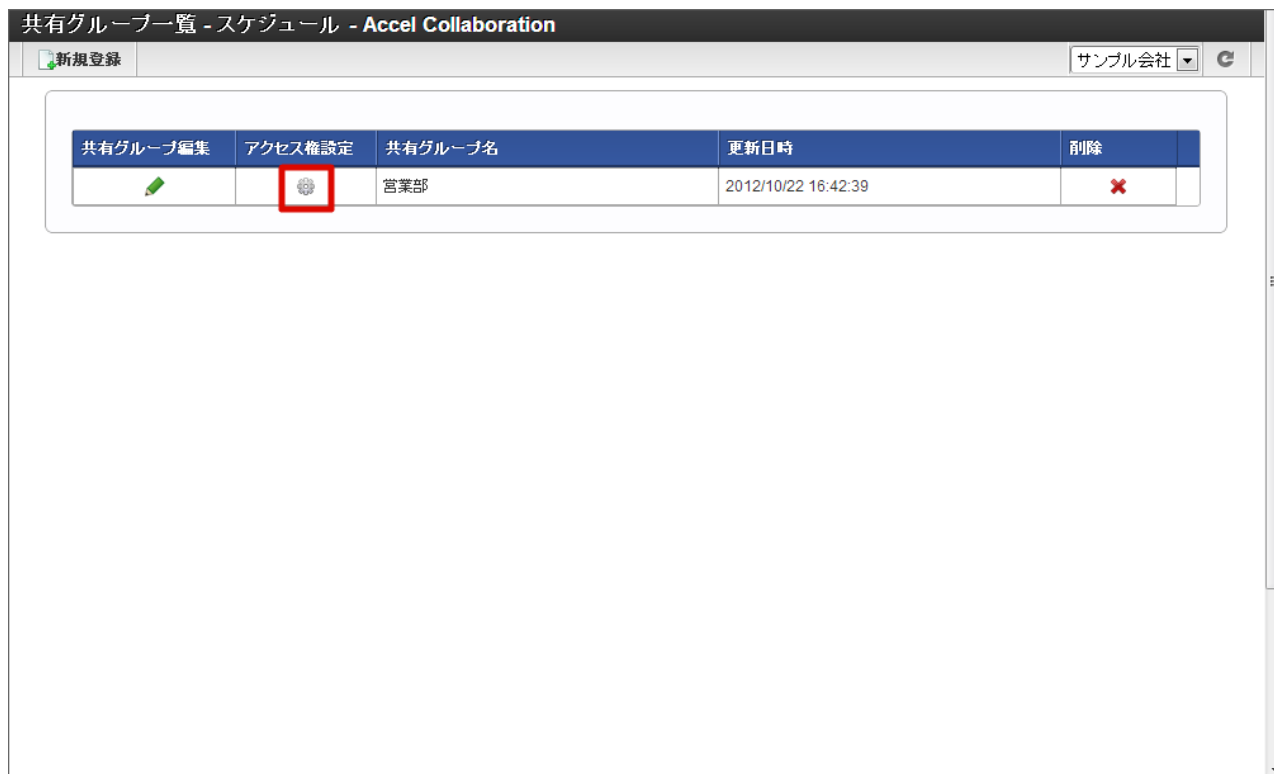 共有グループ一覧 - スケジュール - Accel Collaboration
新規登録 サンプル会社
共有グループ編集 アクセス権設定 共有グループ名 更新日時 削除
営業部 2012/10/22 16:42:39